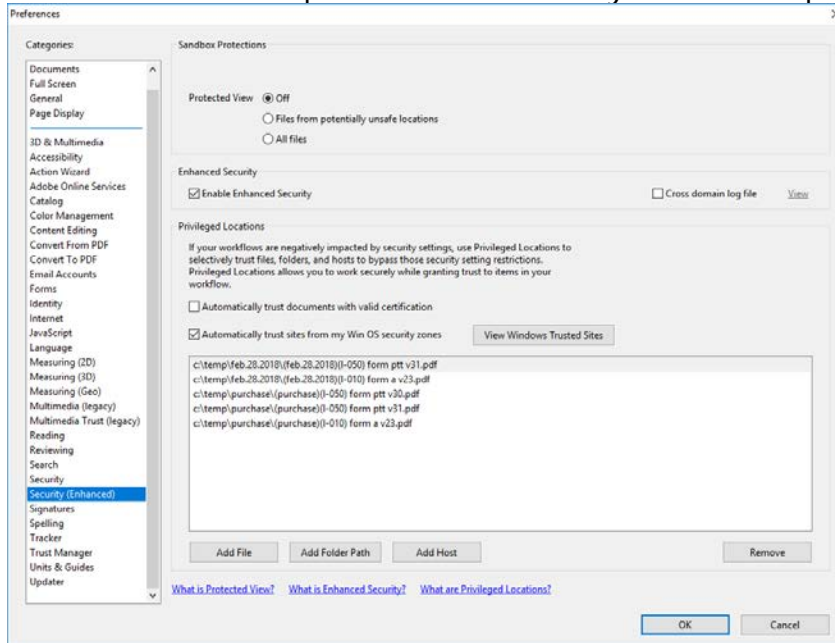 Preferences
Categories:
Documents
Full Screen
General
Page Display
3D & Multimedia
Accessibility
Action Wizard
Adobe Online Services
Catalog
Color Management
Content Editing
Convert From PDF
Convert To PDF
Email Accounts
Forms
Identity
Internet
JavaScript
Language
Measuring (2D)
Measuring (3D)
Measuring (Geo)
Multimedia (legacy)
Multimedia Trust (legacy)
Reading
Reviewing
Search
Security
Security (Enhanced)
Signatures
Spelling
Tracker
Trust Manager
Units & Guides
Updater
Sandbox Protections
Protected View Off
Files from potentially unsafe locations
All files
Enhanced Security
Enable Enhanced Security Cross domain log file View
Privileged Locations
If your workflows are negatively impacted by security settings, use Privileged Locations to
selectively trust files, folders, and hosts to bypass those security setting restrictions.
Privileged Locations allows you to work securely while granting trust to items in your
workflow.
Automatically trust documents with valid certification
Automatically trust sites from my Win OS security zones View Windows Trusted Sites
c:\temp\feb.28.2018\(feb.28.2018)(I-050) form ptt v31.pdf
c:\temp\feb.28.2018\(feb.28.2018)(I-010) form a v23.pdf
c:\temp\purchase\(purchase)(I-050) form ptt v30.pdf
c:\temp\purchase\(purchase)(I-050) form ptt v31.pdf
c:\temp\purchase\(purchase)(I-010) form a v23.pdf
Add File Add Folder Path Add Host Remove
What is Protected View? What is Enhanced Security? What are Privileged Locations?
OK Cancel